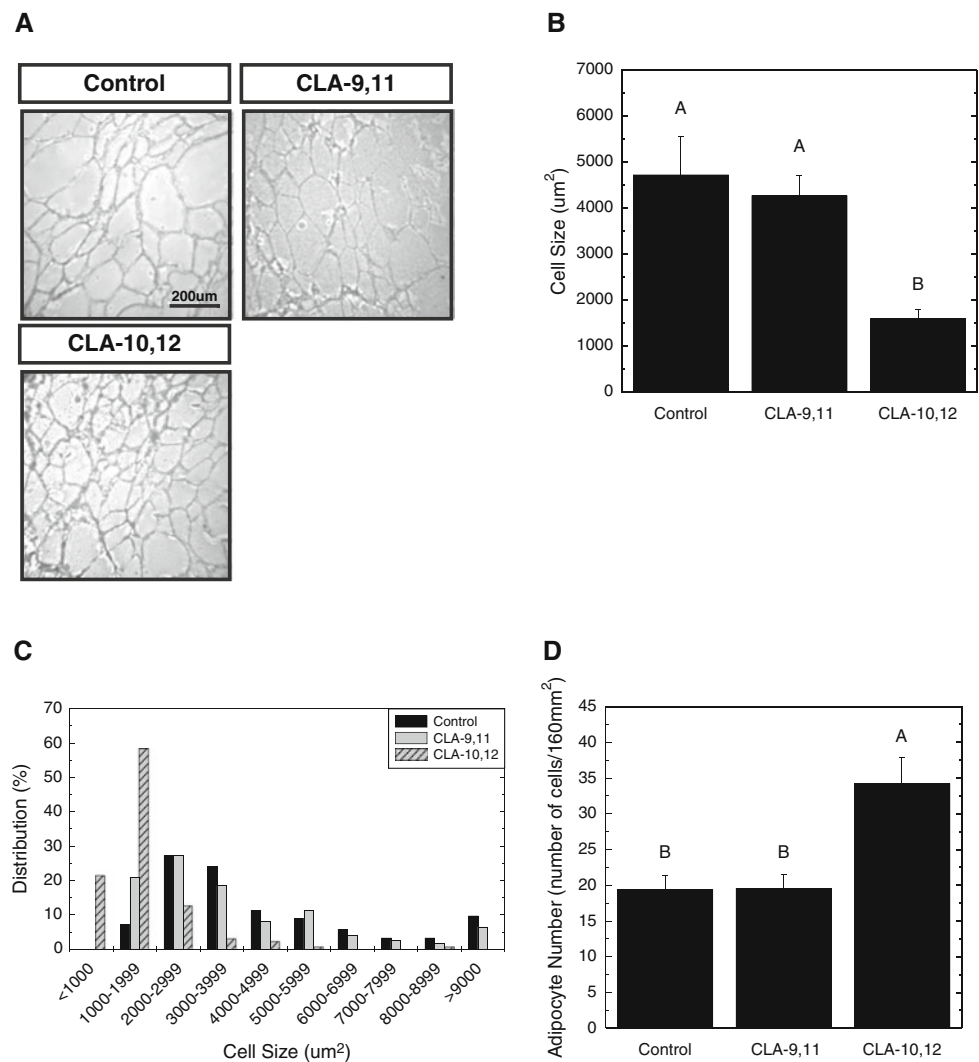 A
Control
CLA-9,11
200um
CLA-10,12
B
Cell Size (um²)
7000
6000
5000
4000
3000
2000
1000
0
A
A
B
Control
CLA-9,11
CLA-10,12
C
Distribution (%)
70
60
50
40
30
20
10
0
Control
CLA-9,11
CLA-10,12
<1000
1000-1999
2000-2999
3000-3999
4000-4999
5000-5999
6000-6999
7000-7999
8000-8999
>9000
Cell Size (um²)
D
Adipocyte Number (number of cells/160mm²)
45
40
35
30
25
20
15
10
5
0
B
B
A
Control
CLA-9,11
CLA-10,12